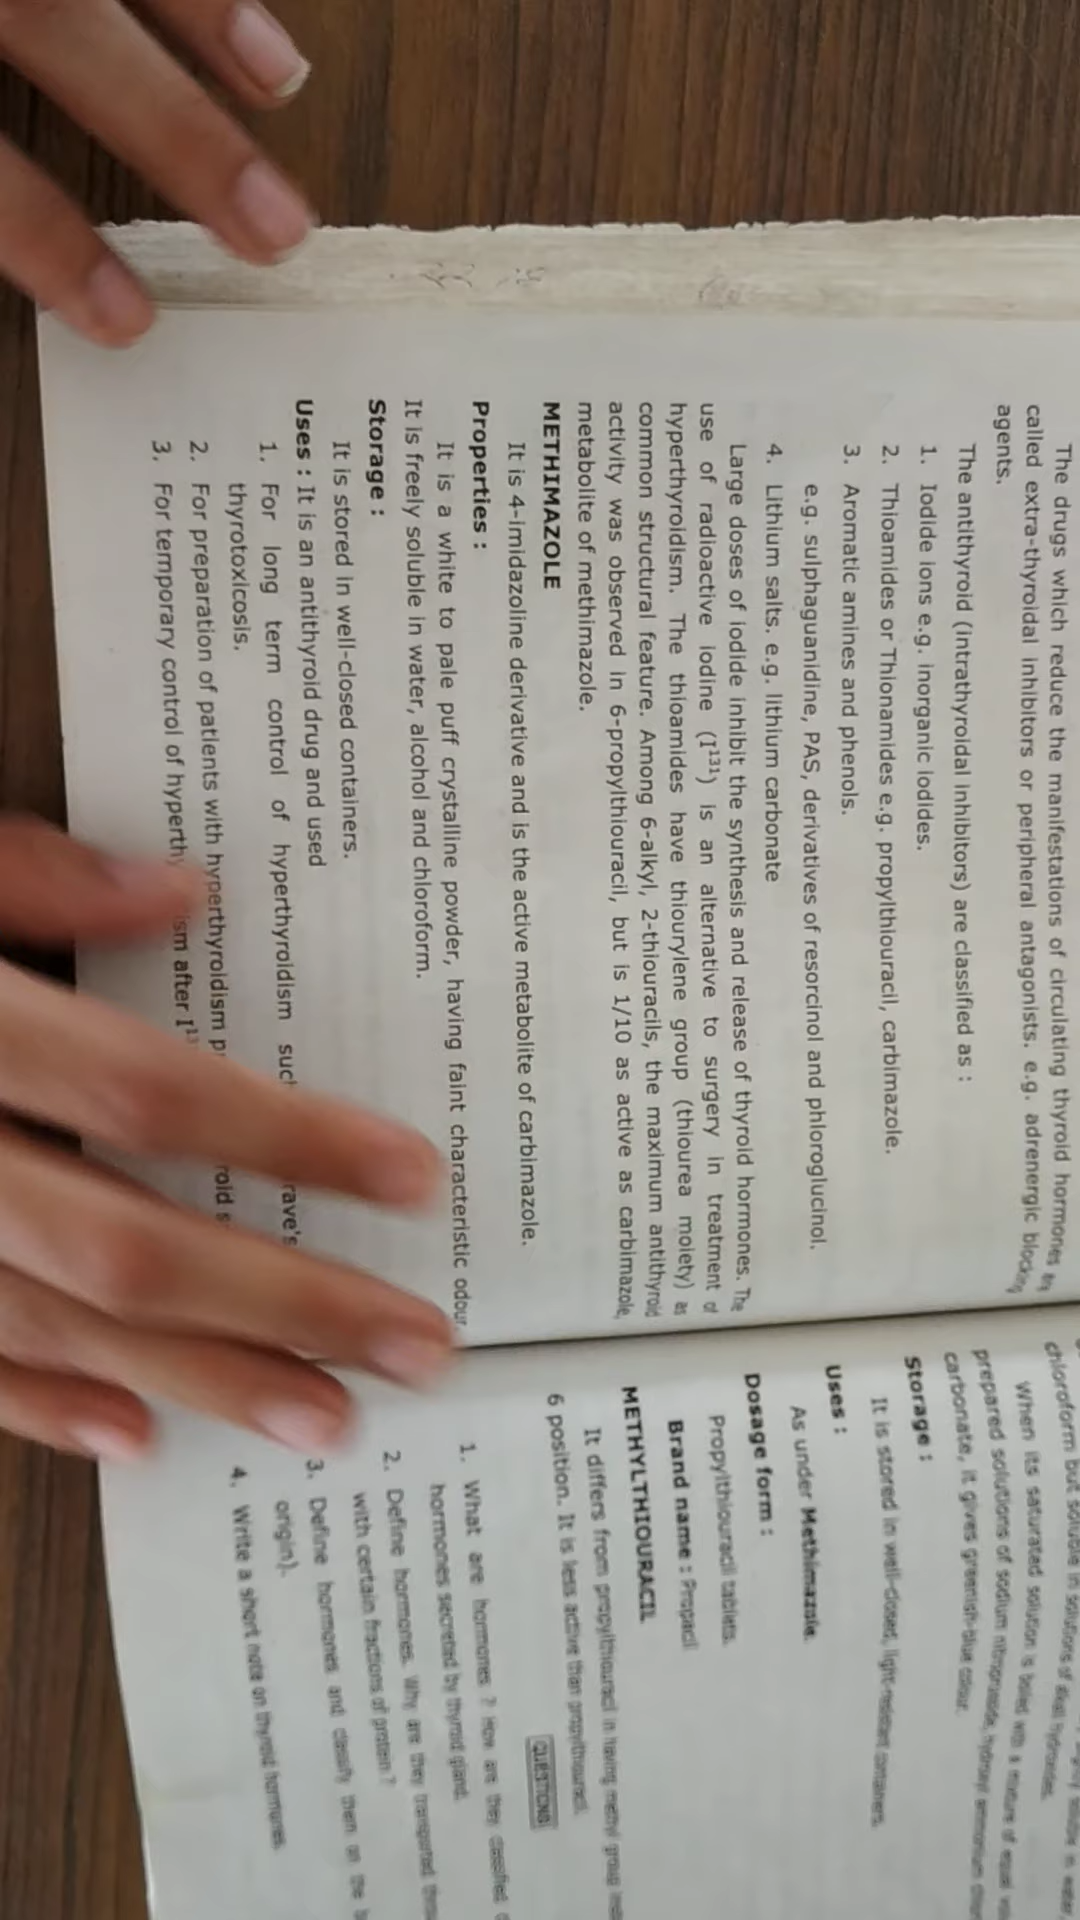 The drugs which reduce the manifestations of circulating thyroid hormones are
called extra-thyroidal inhibitors or peripheral antagonists. e.g. adrenergic blocking
agents.
The antithyroid (intrathyroidal inhibitors) are classified as :
1. Iodide ions e.g. inorganic iodides.
2. Thioamides or Thionamides e.g. propylthiouracil, carbimazole.
3. Aromatic amines and phenols.
e.g. sulphaguanidine, PAS, derivatives of resorcinol and phloroglucinol.
4. Lithium salts. e.g. lithium carbonate
Large doses of iodide inhibit the synthesis and release of thyroid hormones. The
use of radioactive iodine (I¹³¹) is an alternative to surgery in treatment of
hyperthyroidism. The thioamides have thiourylene group (thiourea moiety) as
common structural feature. Among 6-alkyl, 2-thiouracils, the maximum antithyroid
activity was observed in 6-propylthiouracil, but is 1/10 as active as carbimazole,
metabolite of methimazole.
METHIMAZOLE
It is 4-imidazoline derivative and is the active metabolite of carbimazole.
Properties :
It is a white to pale puff crystalline powder, having faint characteristic odour.
It is freely soluble in water, alcohol and chloroform.
Storage :
It is stored in well-closed containers.
Uses : It is an antithyroid drug and used
1. For long term control of hyperthyroidism rave's
thyrotoxicosis.
2. For preparation of patients with hyperthyroidism roid
3. For temporary control of after
chloroform but soluble in solutions of
When its saturated solution is boiled with a mixture of equal
prepared solutions of sodium nitroprusside, hydroxyl ammonium
carbonate, it gives greenish-blue colour.
Storage :
It is stored in well-closed, light-resistant containers.
Uses :
As under Methimazole.
Dosage form :
Propylthiouracil tablets.
Brand name : Propacil
METHYLTHIOURACIL
It differs from propylthiouracil in having methyl group
6 position. It is less active than propylthiouracil.
QUESTIONS
1. What are hormones ? How are they classified
hormones secreted by thyroid gland.
2. Define hormones. Why are they transported
with certain fractions of protein ?
3. Define hormones and classify them on the
origin).
4. Write a short note on thyroid hormones.